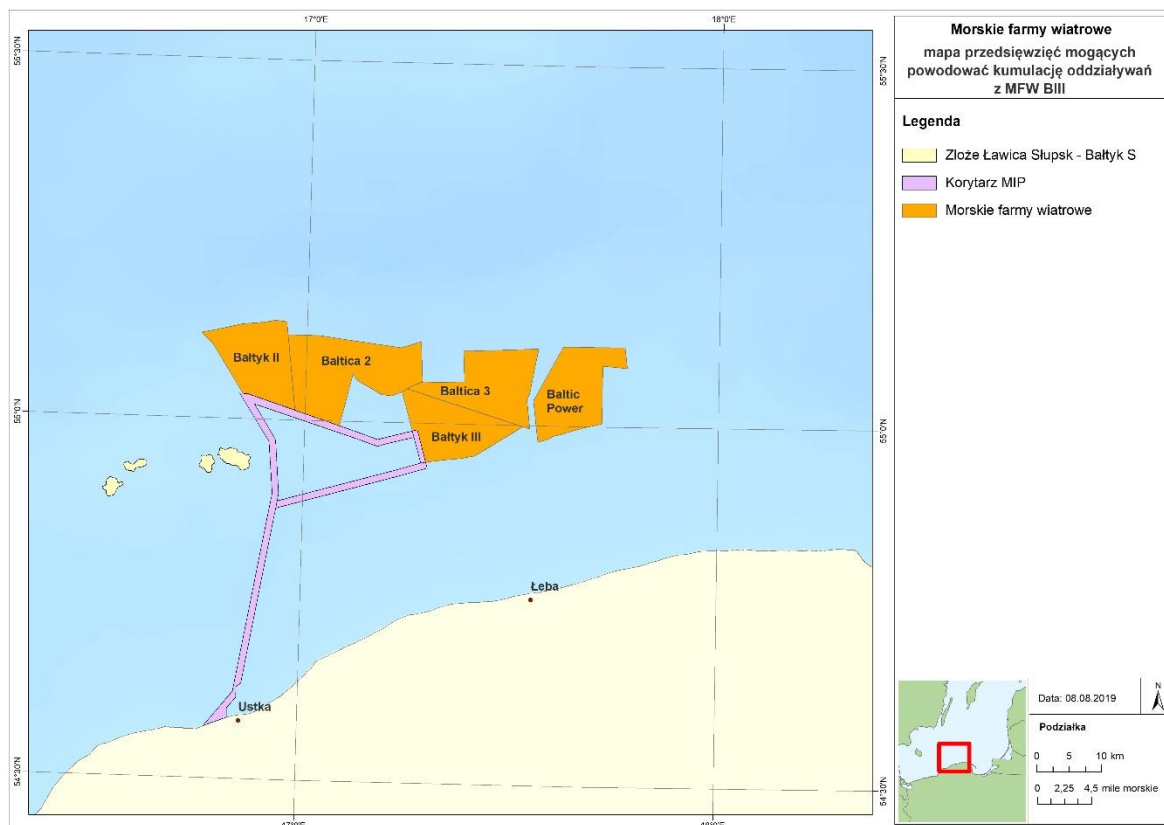 17°0'E
18°0'E
55°30'N
55°30'N
Morskie farmy wiatrowe
mapa przedsięwzięć mogących
powodować kumulację oddziaływań
z MFW BIII
Legenda
Złoże Ławica Słupsk - Bałtyk S
Korytarz MIP
Morskie farmy wiatrowe
Bałtyk II
Baltica 2
Baltica 3
Baltic
Power
Bałtyk III
55°0'N
55°0'N
Łeba
Ustka
54°30'N
54°30'N
17°0'E
18°0'E
Data: 08.08.2019
N
Podziałka
0 5 10 km
0 2,25 4,5 mile morskie